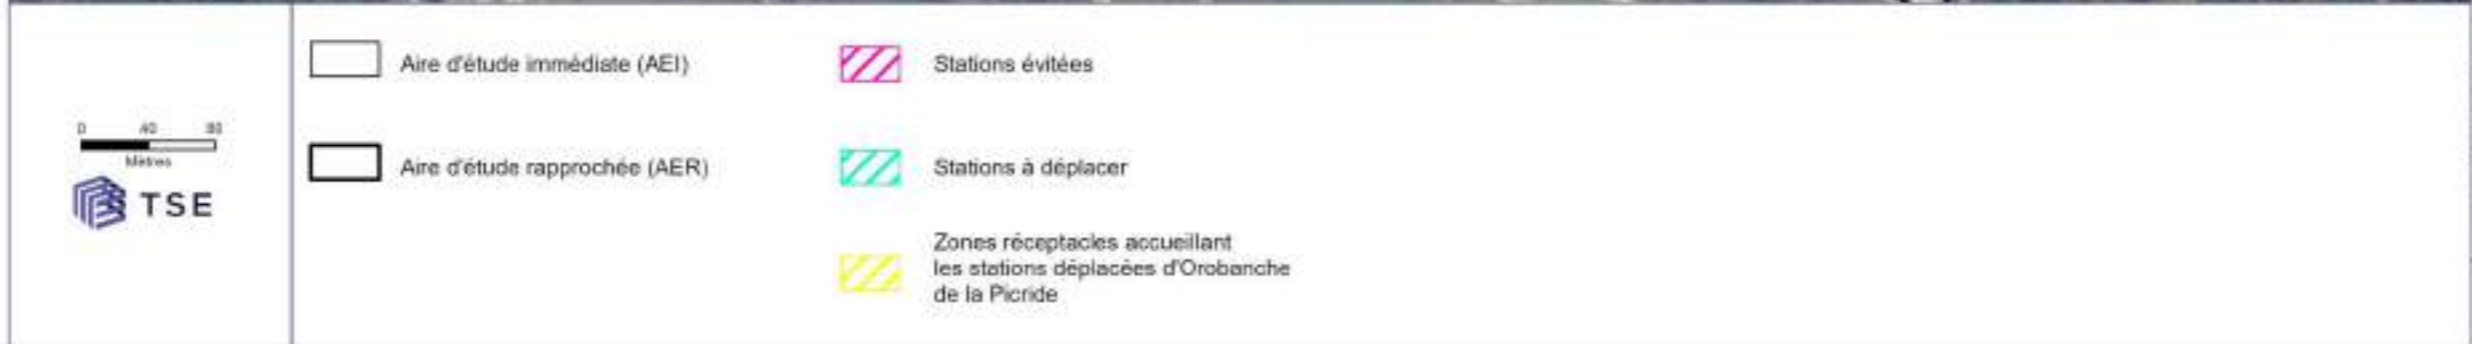 0 40 80
Mètres
TSE
Aire d'étude immédiate (AEI)
Aire d'étude rapprochée (AER)
Stations évitées
Stations à déplacer
Zones réceptacles accueillant
les stations déplacées d'Orobanche
de la Picride